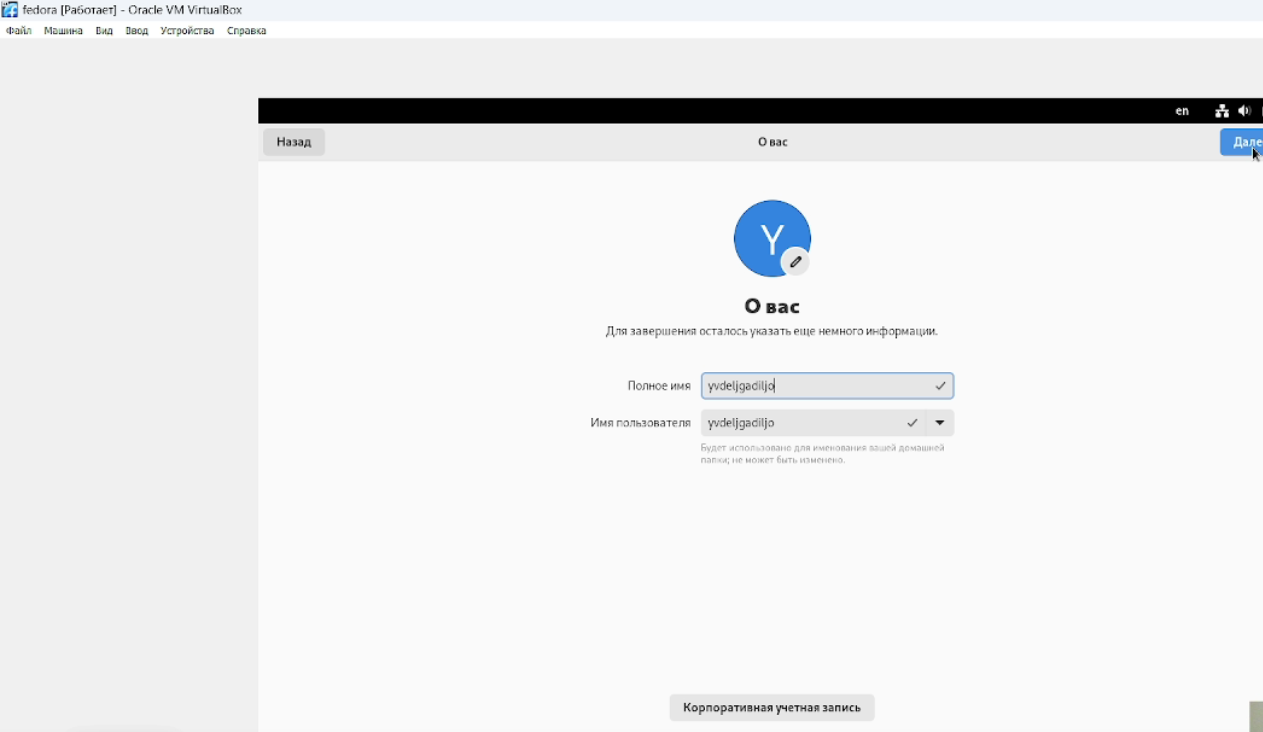 fedora [Работает] - Oracle VM VirtualBox
Файл Машина Вид Ввод Устройства Справка
en
Назад О вас Дале
Y
О вас
Для завершения осталось указать еще немного информации.
Полное имя yvdeljgadiljo
Имя пользователя yvdeljgadiljo
Будет использовано для именования вашей домашней
папки; не может быть изменено.
Корпоративная учетная запись